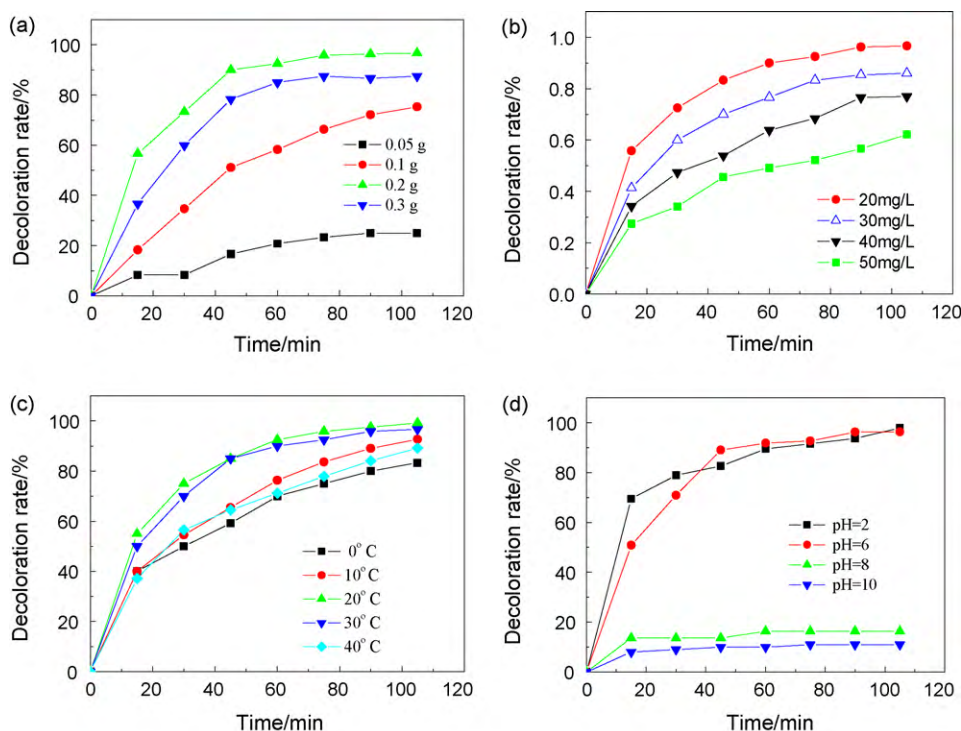 (a)
Decoloration rate/%
100
80
60
40
20
0
0.05 g
0.1 g
0.2 g
0.3 g
0 20 40 60 80 100 120
Time/min
(b)
Decoloration rate/%
1.0
0.8
0.6
0.4
0.2
0.0
20mg/L
30mg/L
40mg/L
50mg/L
0 20 40 60 80 100 120
Time/min
(c)
Decoloration rate/%
100
80
60
40
20
0
0° C
10° C
20° C
30° C
40° C
0 20 40 60 80 100 120
Time/min
(d)
Decoloration rate/%
100
80
60
40
20
0
pH=2
pH=6
pH=8
pH=10
0 20 40 60 80 100 120
Time/min